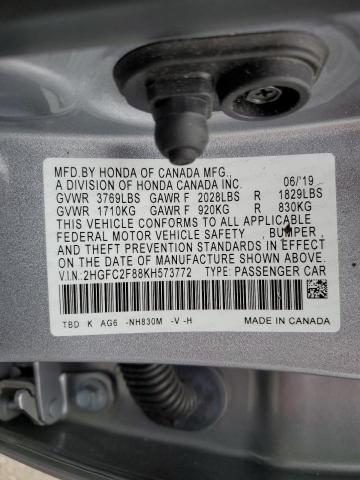 MFD.BY HONDA OF CANADA MFG.,
A DIVISION OF HONDA CANADA INC. 06/'19
GVWR 3769LBS GAWR F 2028LBS R 1829LBS
GVWR 1710KG GAWR F 920KG R 830KG
THIS VEHICLE CONFORMS TO ALL APPLICABLE
FEDERAL MOTOR VEHICLE SAFETY , BUMPER ,
AND THEFT PREVENTION STANDARDS IN EFFECT
ON THE DATE OF MANUFACTURE SHOWN ABOVE.
V.I.N: 2HGFC2F88KH573772 TYPE: PASSENGER CAR
TBD K AG6 -NH830M -V -H MADE IN CANADA